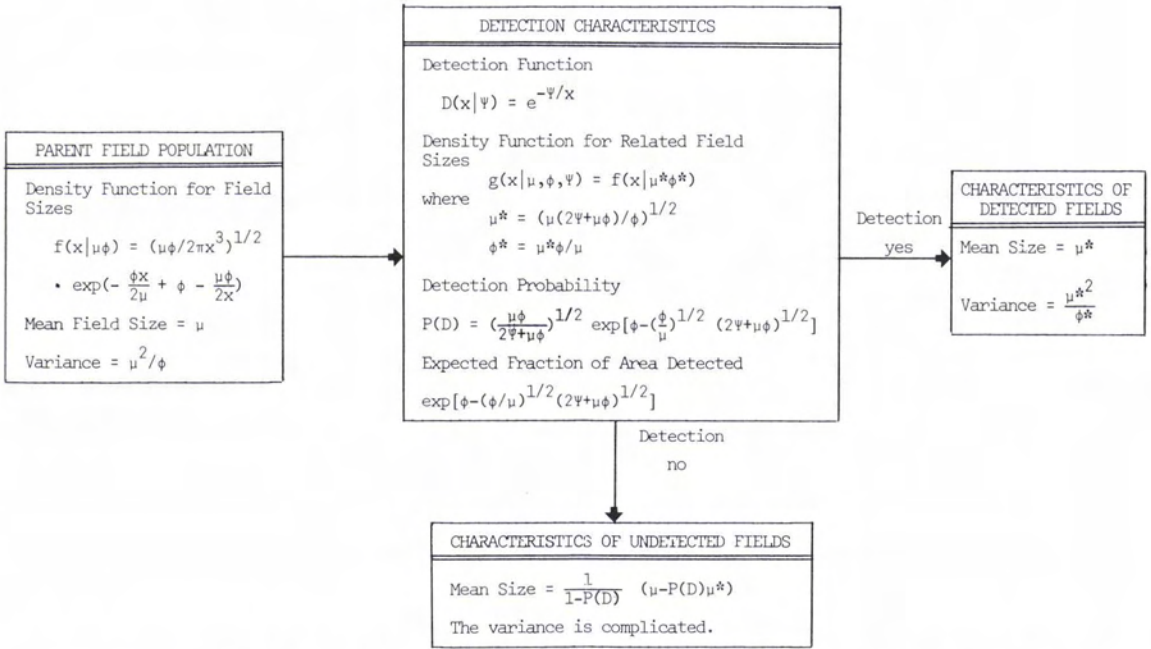 PARENT FIELD POPULATION
Density Function for Field
Sizes
f(x|μφ) = (μφ/2πx³)^1/2
• exp(- φx/2μ + φ - μφ/2x)
Mean Field Size = μ
Variance = μ²/φ
DETECTION CHARACTERISTICS
Detection Function
D(x|Ψ) = e^-Ψ/x
Density Function for Related Field
Sizes
g(x|μ,φ,Ψ) = f(x|μ*φ*)
where
μ* = (μ(2Ψ+μφ)/φ)^1/2
φ* = μ*φ/μ
Detection Probability
P(D) = (μφ/2Ψ+μφ)^1/2 exp[φ-(φ/μ)^1/2 (2Ψ+μφ)^1/2]
Expected Fraction of Area Detected
exp[φ-(φ/μ)^1/2(2Ψ+μφ)^1/2]
Detection
yes
CHARACTERISTICS OF
DETECTED FIELDS
Mean Size = μ*
Variance = μ*²/φ*
Detection
no
CHARACTERISTICS OF UNDETECTED FIELDS
Mean Size = 1/1-P(D) (μ-P(D)μ*)
The variance is complicated.